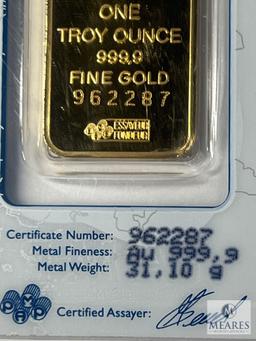 ONE
TROY OUNCE
999,9
FINE GOLD
962287
ESSAYEUR
FONDEUR
Certificate Number: 962287
Metal Fineness: AU 999,9
Metal Weight: 31,10 g
PAMP
Certified Assayer:
M
MEARES